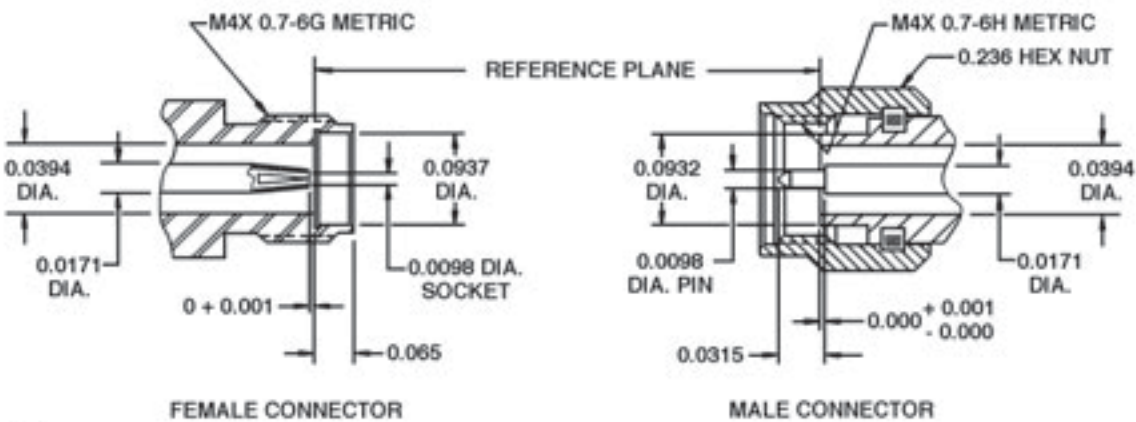 M4X 0.7-6G METRIC
M4X 0.7-6H METRIC
0.236 HEX NUT
REFERENCE PLANE
0.0394
DIA.
0.0171
DIA.
0.0937
DIA.
0.0098 DIA.
SOCKET
0 + 0.001
0.065
0.0932
DIA.
0.0098
DIA. PIN
0.0394
DIA.
0.0171
DIA.
0.000 + 0.001
- 0.000
0.0315
FEMALE CONNECTOR
MALE CONNECTOR